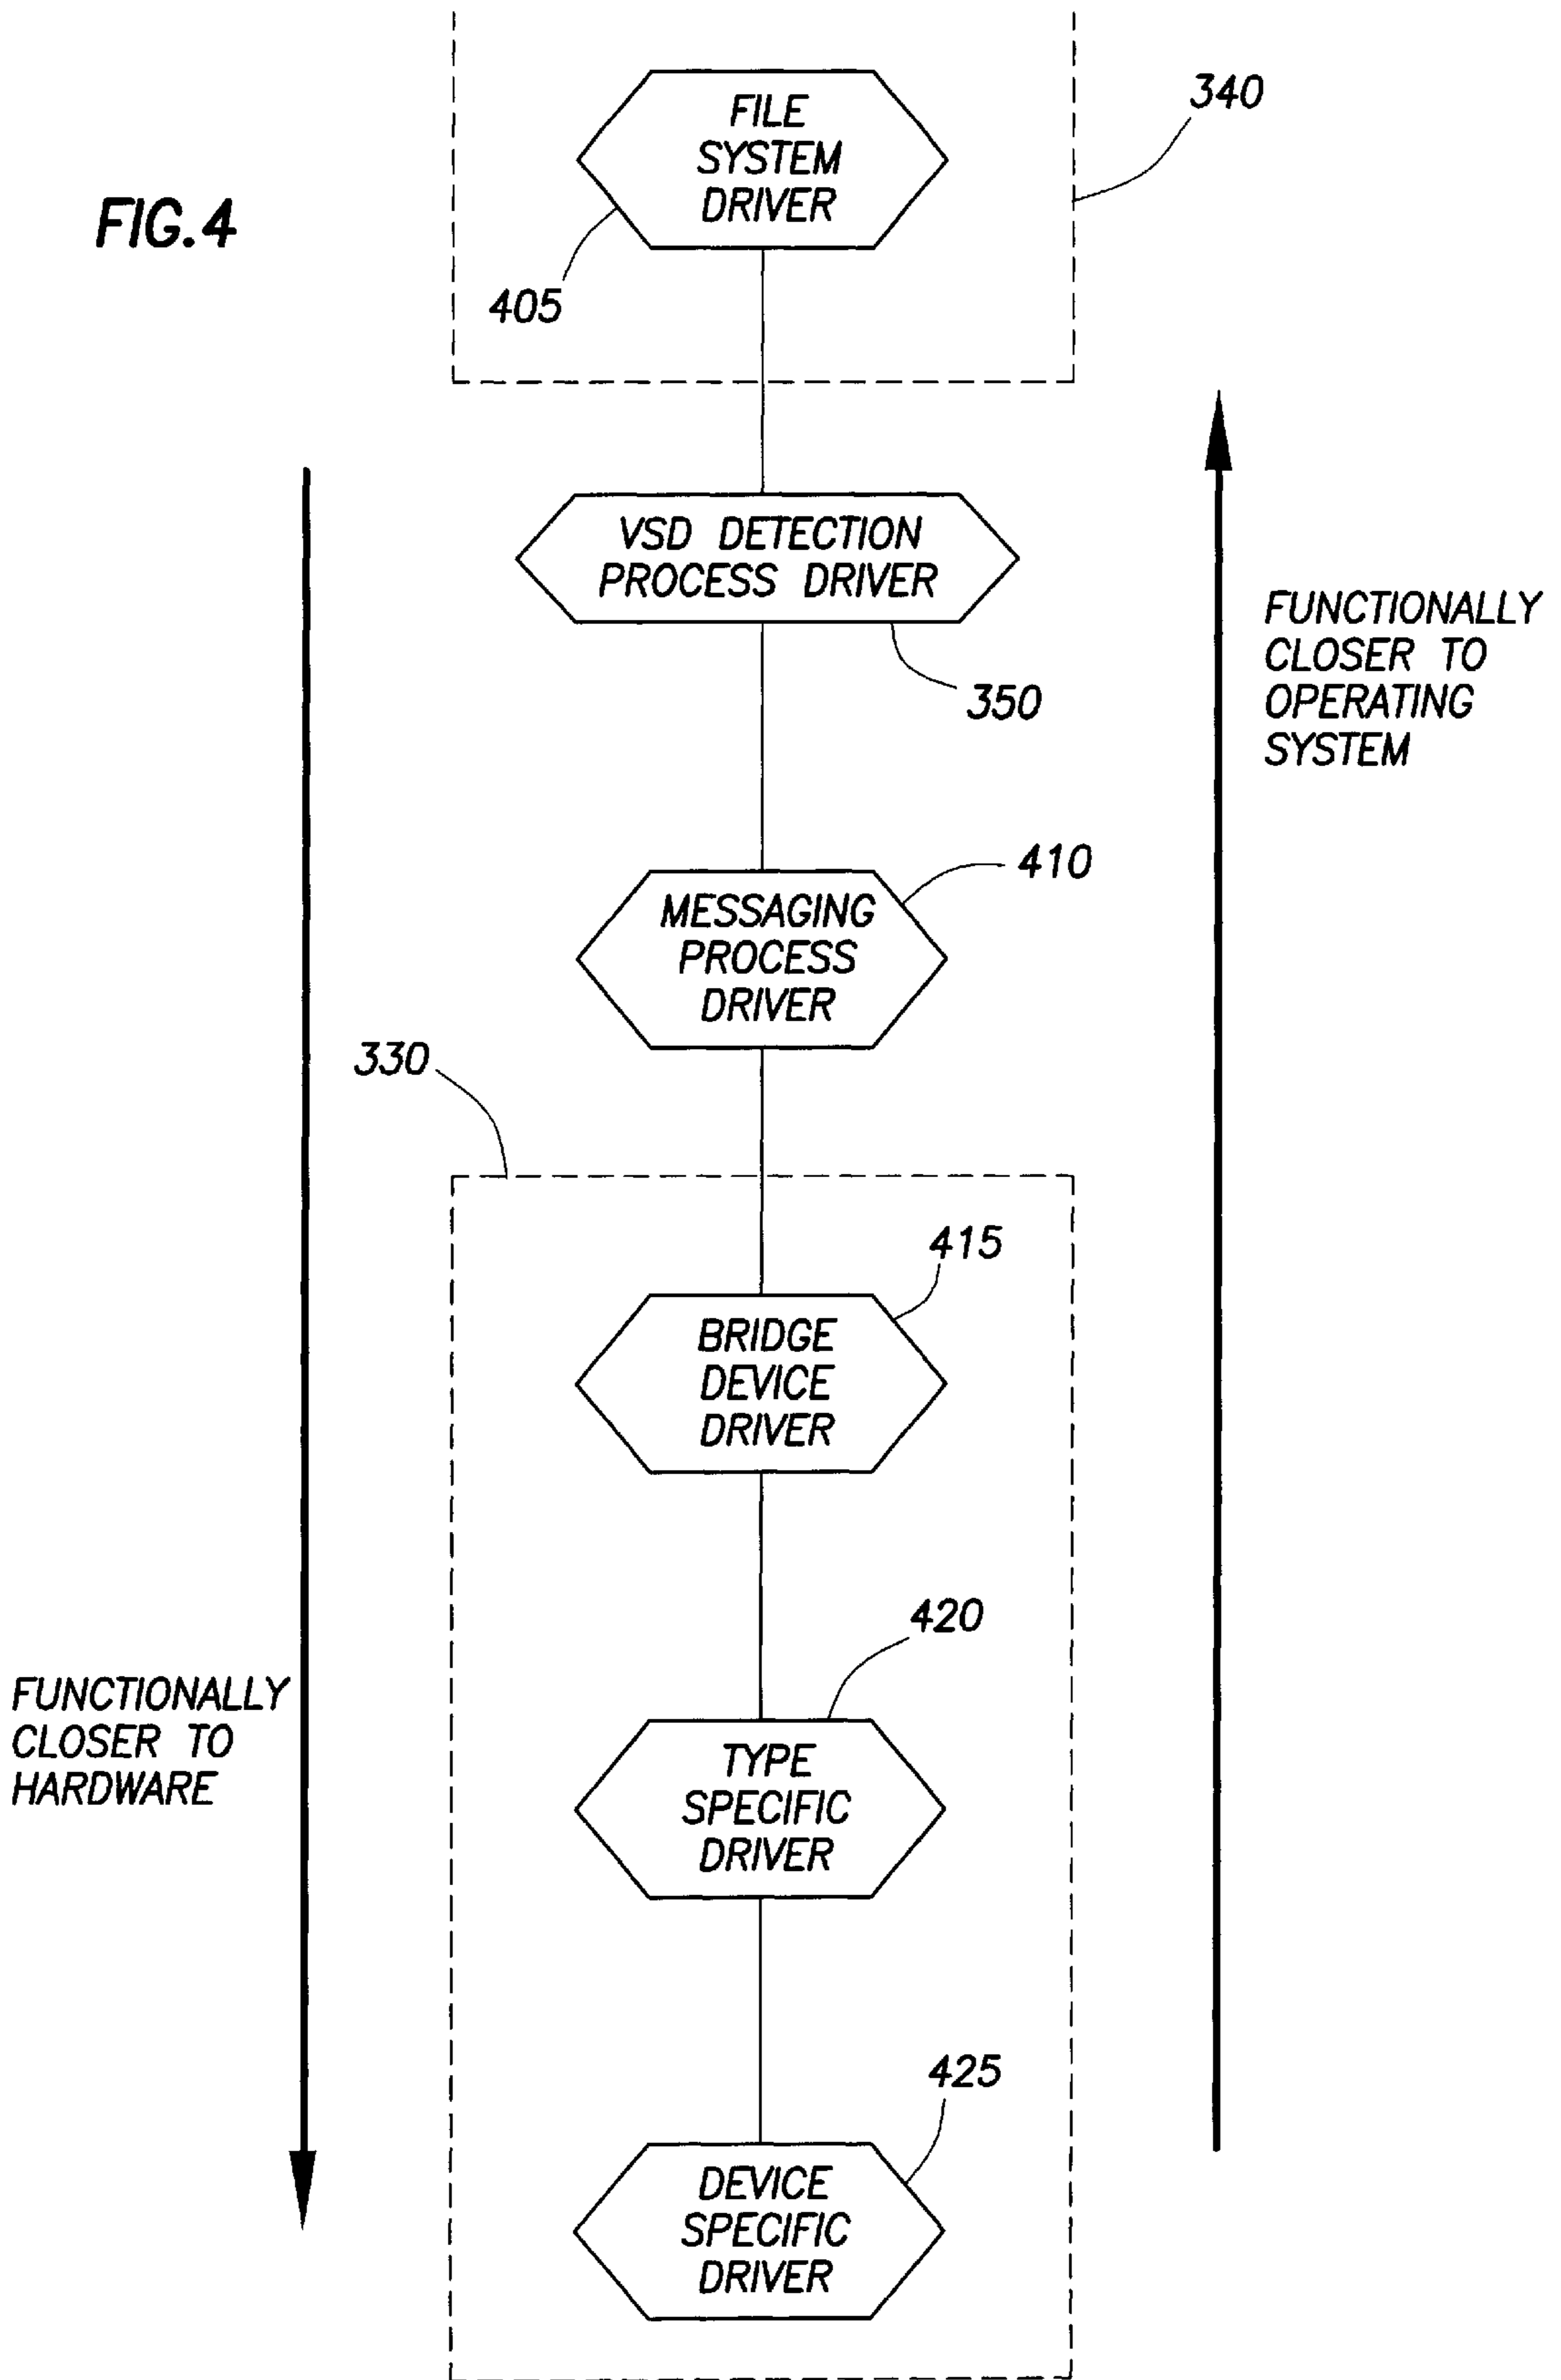 FILE
SYSTEM
DRIVER
340
FIG.4
405
VSD DETECTION
PROCESS DRIVER
350
FUNCTIONALLY
CLOSER TO
OPERATING
SYSTEM
410
MESSAGING
PROCESS
DRIVER
330
415
BRIDGE
DEVICE
DRIVER
420
FUNCTIONALLY
CLOSER TO
HARDWARE
TYPE
SPECIFIC
DRIVER
425
DEVICE
SPECIFIC
DRIVER